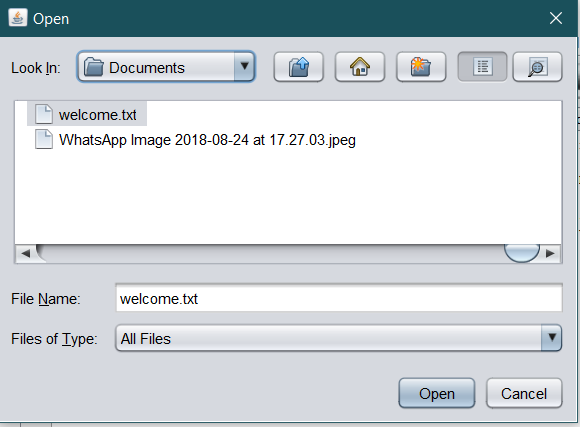 Open
Look In: Documents
welcome.txt
WhatsApp Image 2018-08-24 at 17.27.03.jpeg
File Name: welcome.txt
Files of Type: All Files
Open Cancel